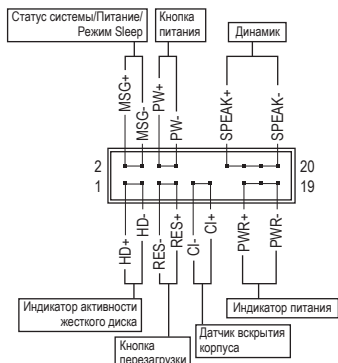 Статус системы/Питание/
Режим Sleep
Кнопка
питания
Динамик
MSG+
MSG-
PW+
PW-
SPEAK+
SPEAK-
2
20
1
19
HD+
HD-
RES-
RES+
CI-
CI+
PWR+
PWR-
Индикатор активности
жесткого диска
Индикатор питания
Кнопка
перезагрузки
Датчик вскрытия
корпуса